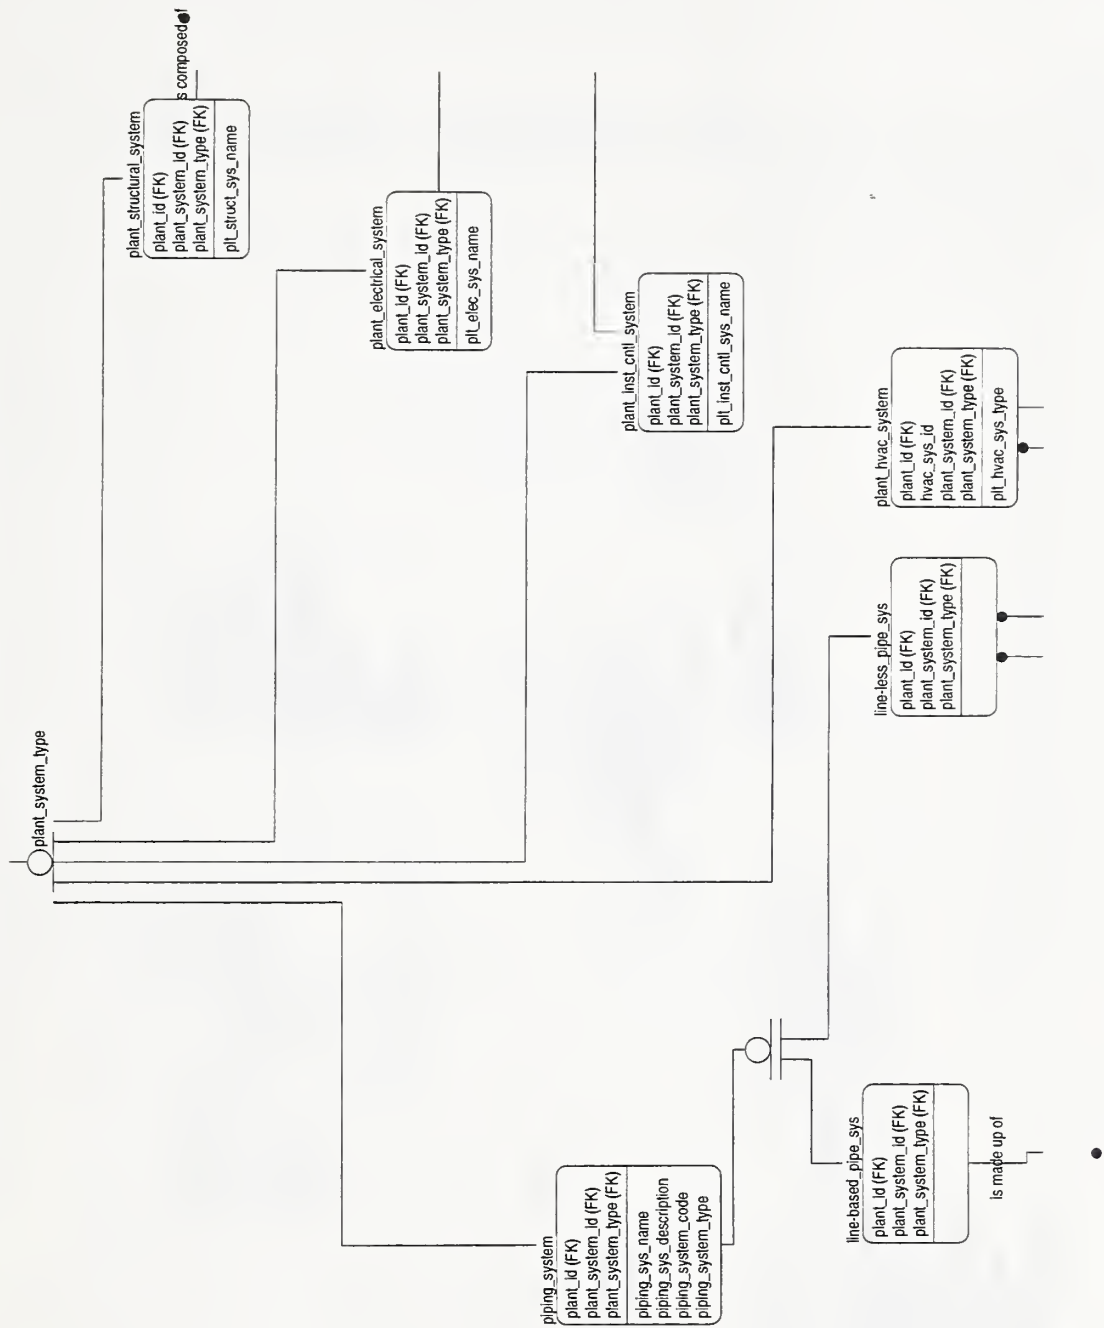 plant_system_type
plant_structural_system
plant_id (FK)
plant_system_id (FK)
plant_system_type (FK)
plt_struct_sys_name
s composed of
plant_electrical_system
plant_id (FK)
plant_system_id (FK)
plant_system_type (FK)
plt_elec_sys_name
plant_inst_cntl_system
plant_id (FK)
plant_system_id (FK)
plant_system_type (FK)
plt_inst_cntl_sys_name
plant_hvac_system
plant_id (FK)
hvac_sys_id
plant_system_id (FK)
plant_system_type (FK)
plt_hvac_sys_type
piping_system
plant_id (FK)
plant_system_id (FK)
plant_system_type (FK)
piping_sys_name
piping_sys_description
piping_system_code
piping_system_type
line-less_pipe_sys
plant_id (FK)
plant_system_id (FK)
plant_system_type (FK)
line-based_pipe_sys
plant_id (FK)
plant_system_id (FK)
plant_system_type (FK)
Is made up of